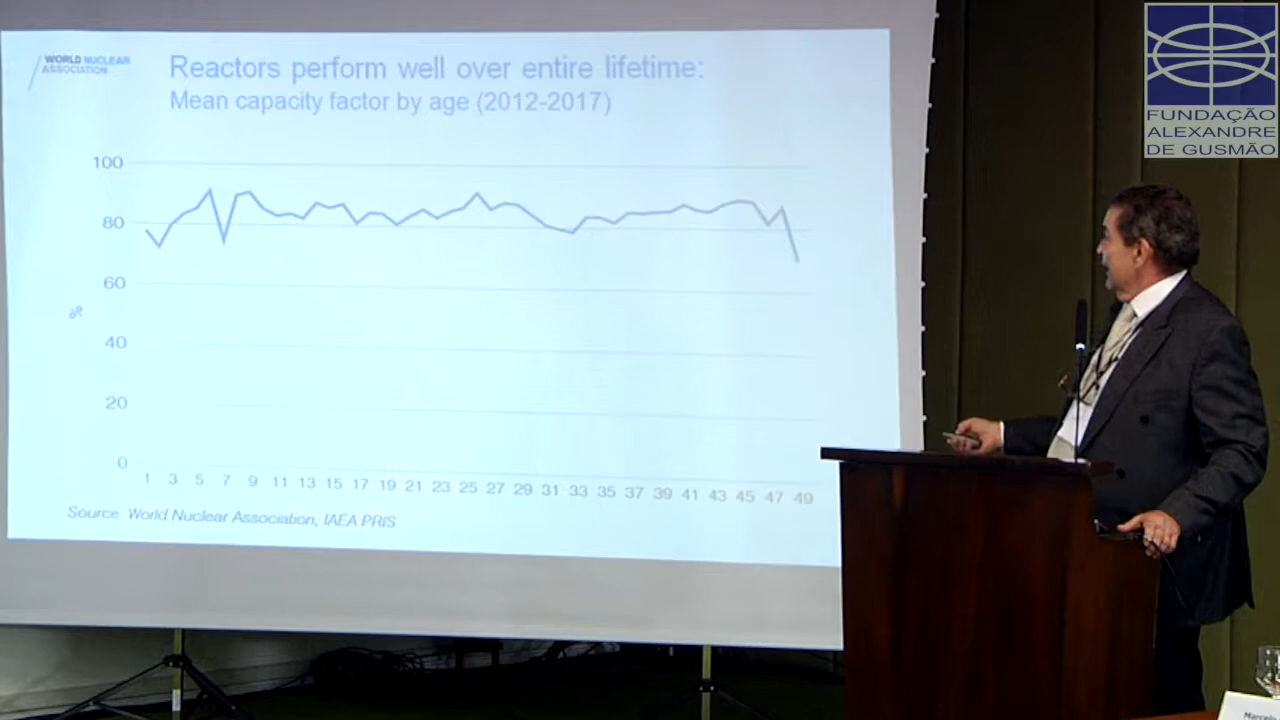 WORLD NUCLEAR
ASSOCIATION
Reactors perform well over entire lifetime:
Mean capacity factor by age (2012-2017)
100
80
60
%
40
20
0
1 3 5 7 9 11 13 15 17 19 21 23 25 27 29 31 33 35 37 39 41 43 45 47 49
Source World Nuclear Association, IAEA PRIS
FUNDAÇÃO
ALEXANDRE
DE GUSMÃO